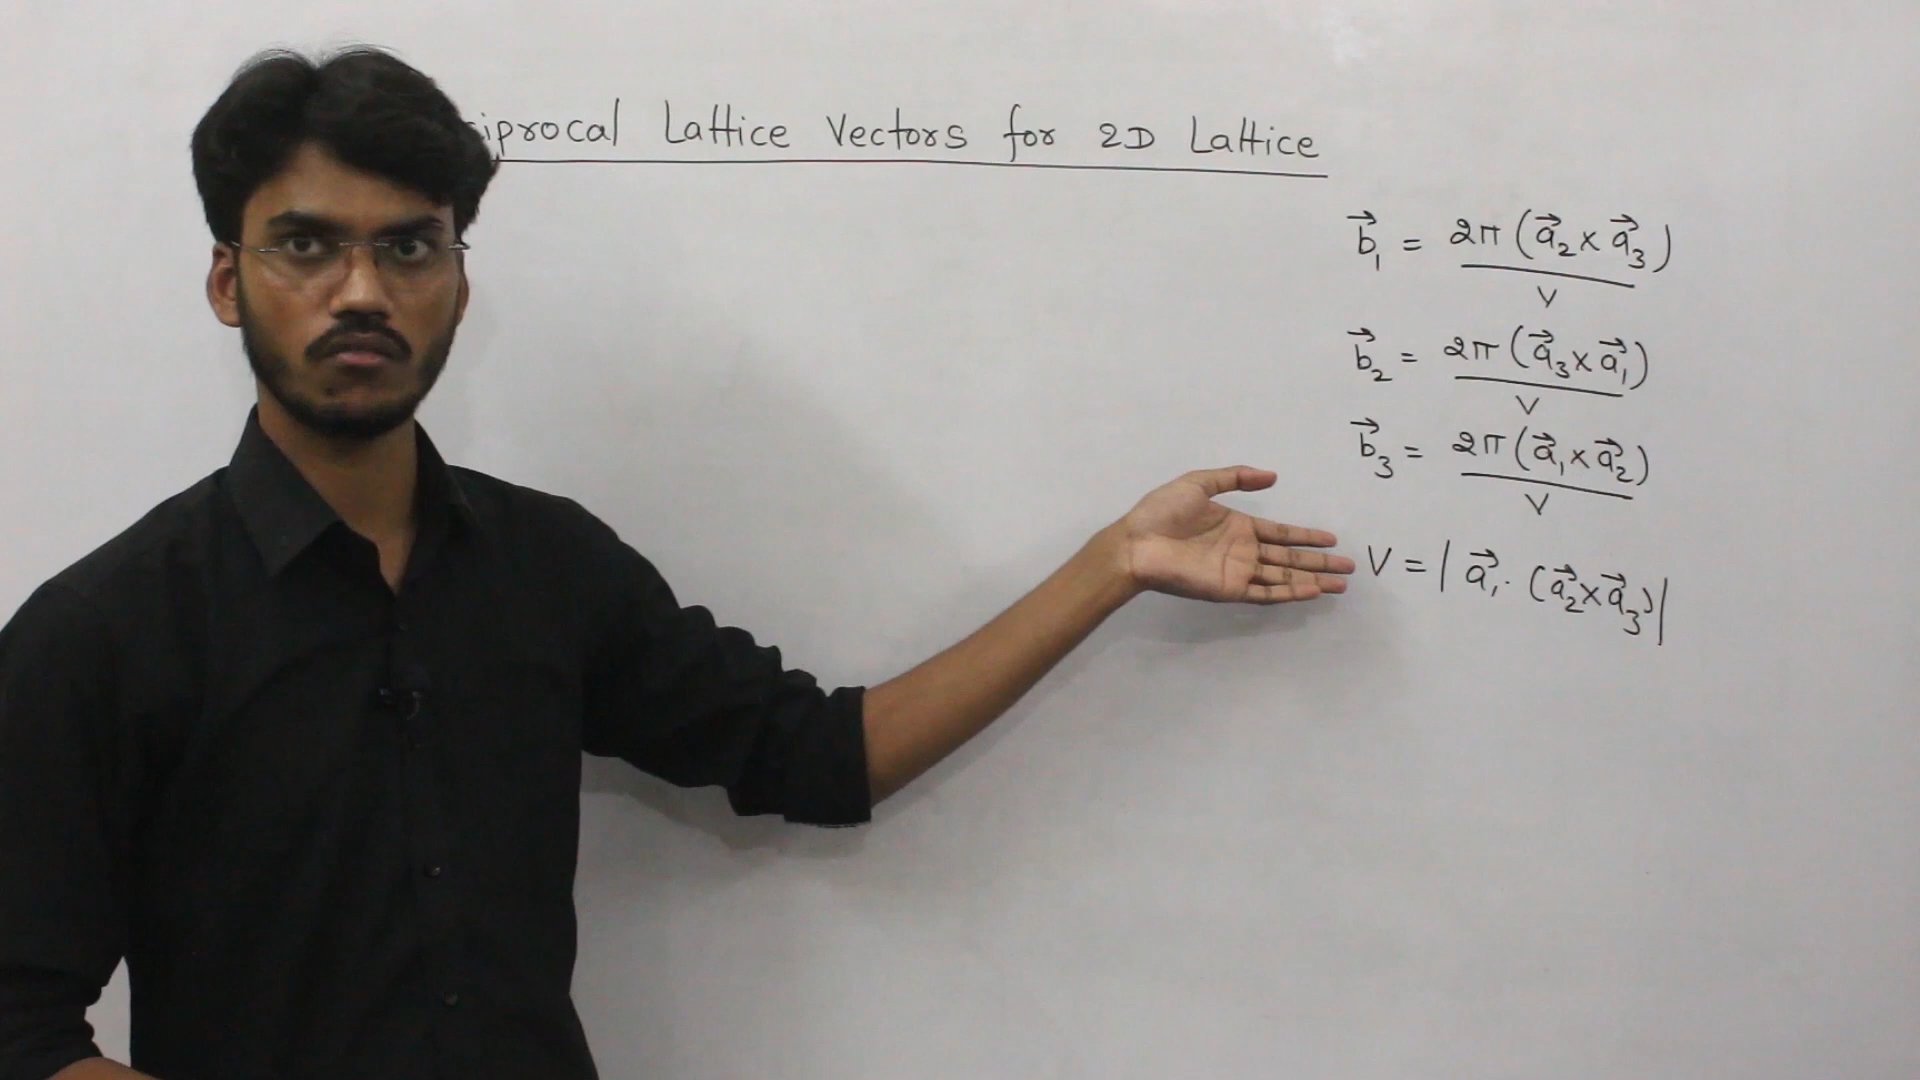 ciprocal Lattice Vectors for 2D Lattice
b⃗₁ = 2π (a⃗₂ × a⃗₃)
V
b⃗₂ = 2π (a⃗₃ × a⃗₁)
V
b⃗₃ = 2π (a⃗₁ × a⃗₂)
V
V = | a⃗₁ · (a⃗₂ × a⃗₃) |